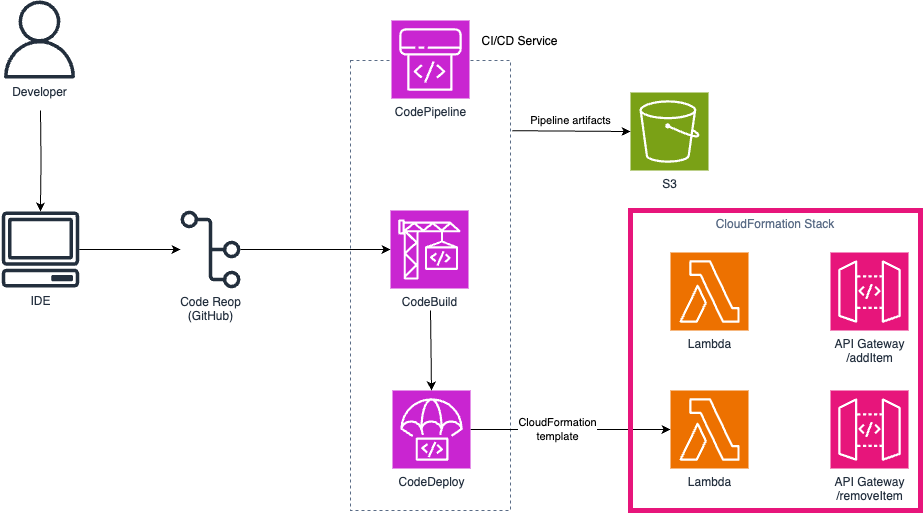 CI/CD Service
Developer
CodePipeline
Pipeline artifacts
S3
CloudFormation Stack
IDE
Code Reop
(GitHub)
CodeBuild
Lambda
API Gateway
/addItem
CloudFormation
template
CodeDeploy
Lambda
API Gateway
/removeItem